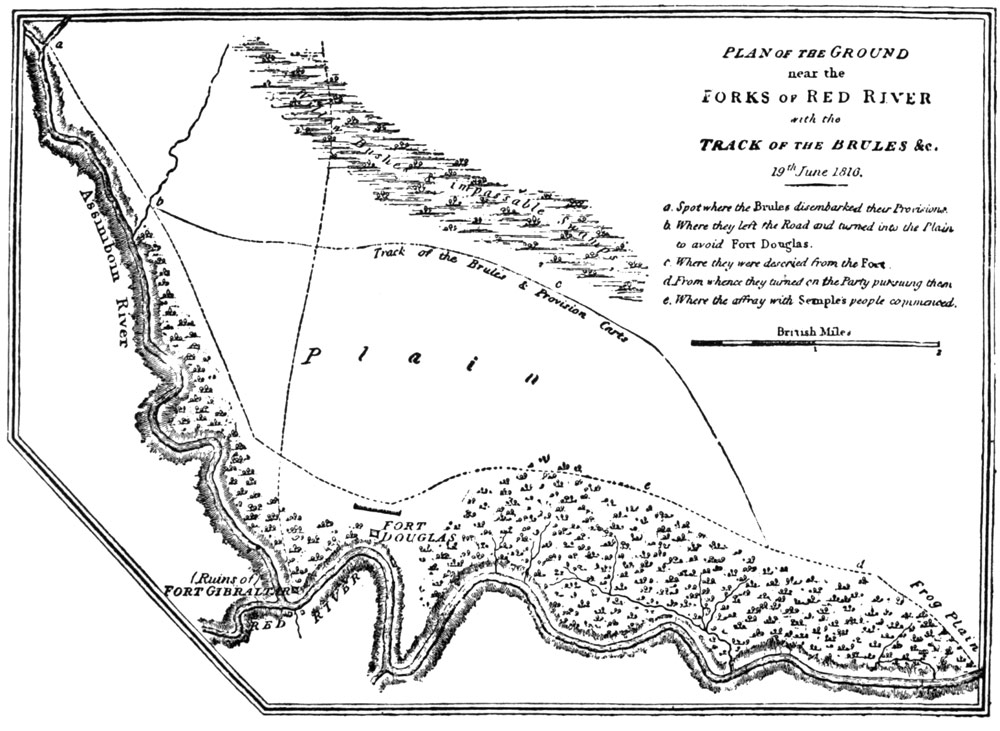 PLAN OF THE GROUND
near the
FORKS OF RED RIVER
with the
TRACK OF THE BRULES &c.
19th June 1816.
a. Spot where the Brules disembarked their Provisions.
b. Where they left the Road and turned into the Plain
to avoid Fort Douglas.
c. Where they were descried from the Fort.
d. From whence they turned on the Party pursuing them
e. Where the affray with Semple's people commenced.
British Miles
1
2
a
b
Bushes
impassable
Swamp
Assiniboin River
Track of the Brules & Provision Carts
c
Plain
e
FORT
DOUGLAS
d
Frog Plain
(Ruins of)
FORT GIBRALTER
RED RIVER